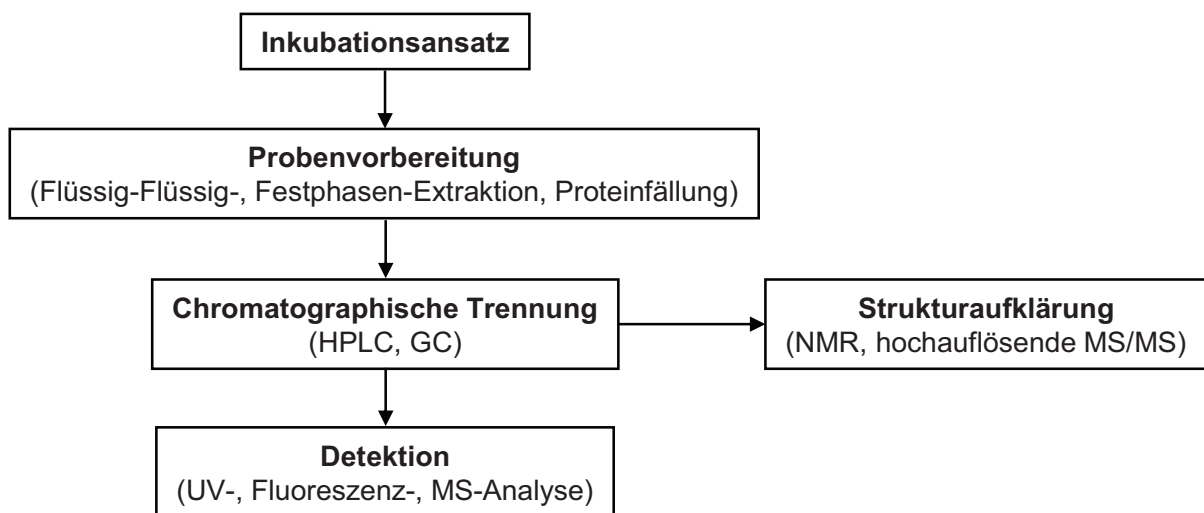 Inkubationsansatz
Probenvorbereitung
(Flüssig-Flüssig-, Festphasen-Extraktion, Proteinfällung)
Chromatographische Trennung
(HPLC, GC)
Strukturaufklärung
(NMR, hochauflösende MS/MS)
Detektion
(UV-, Fluoreszenz-, MS-Analyse)